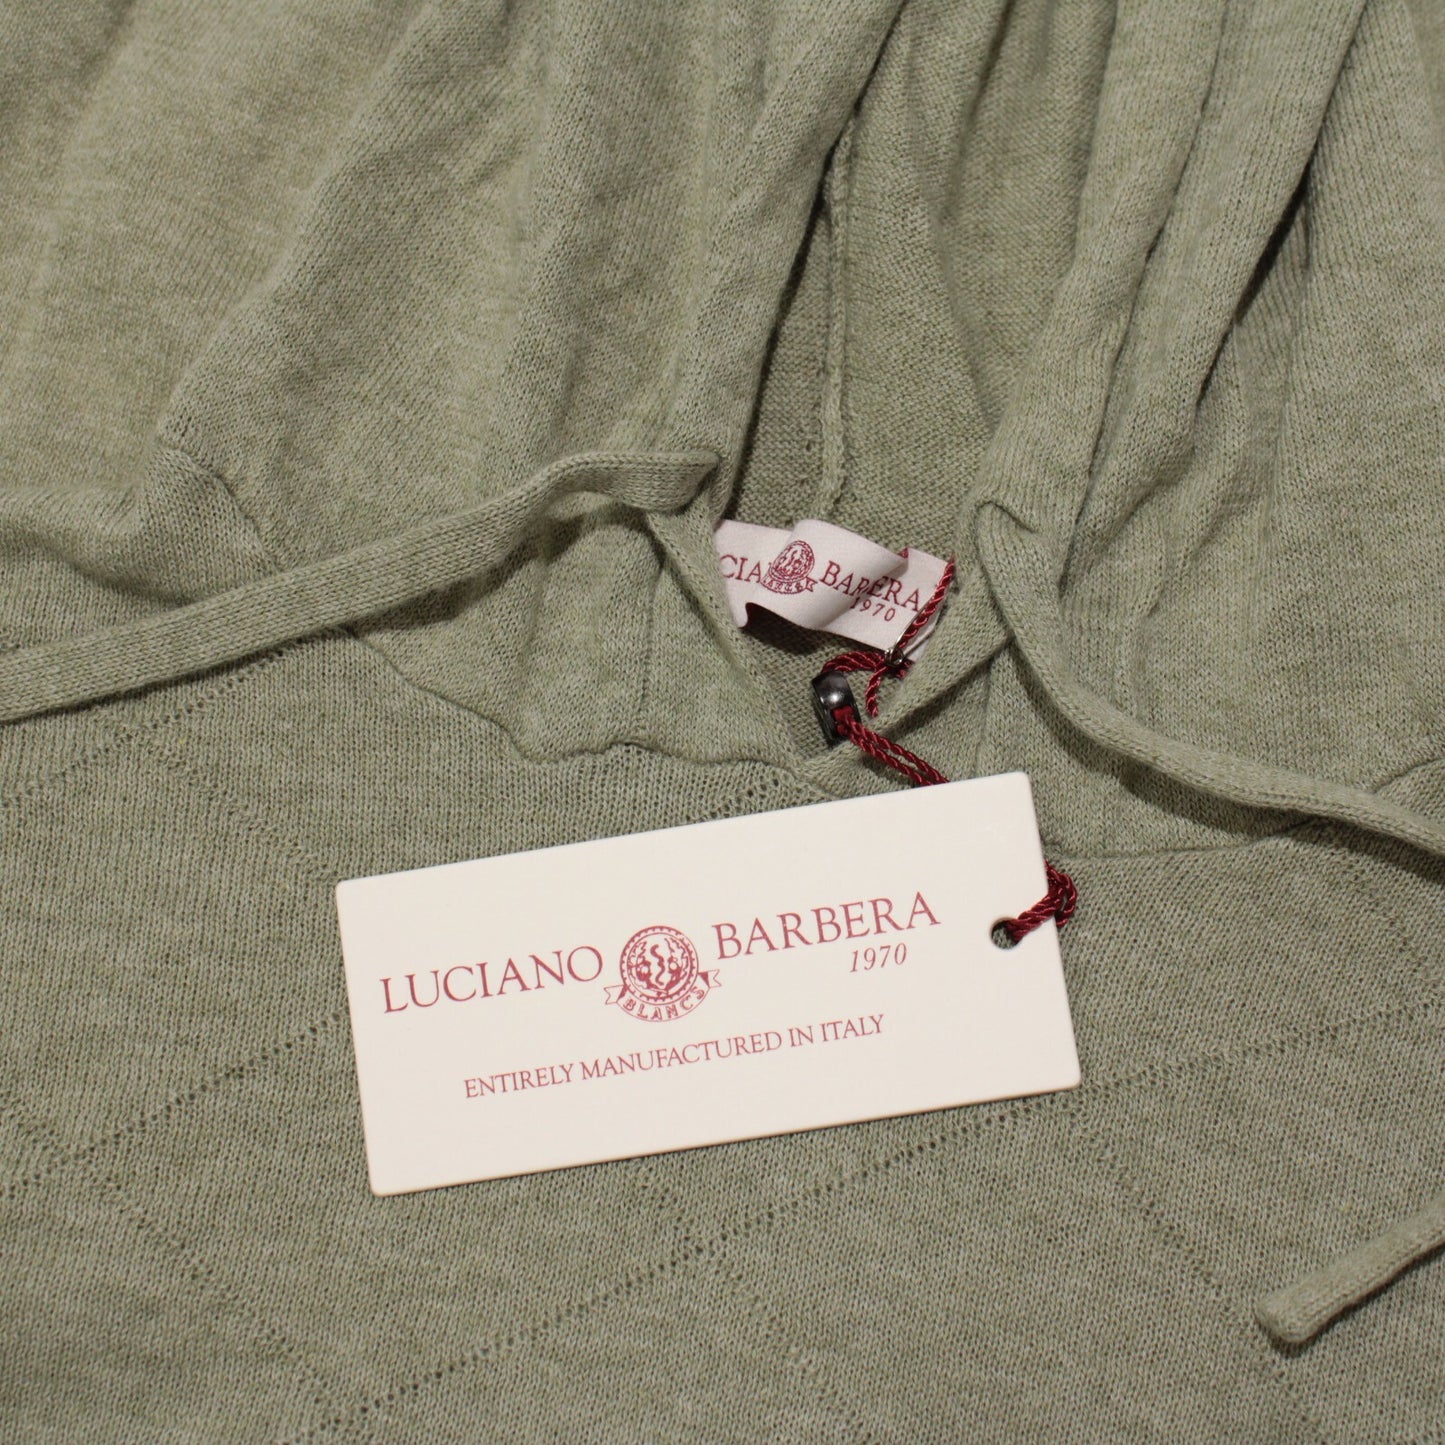 CIA BARBERA
1970
LUCIANO BARBERA
1970
BLANCS
ENTIRELY MANUFACTURED IN ITALY